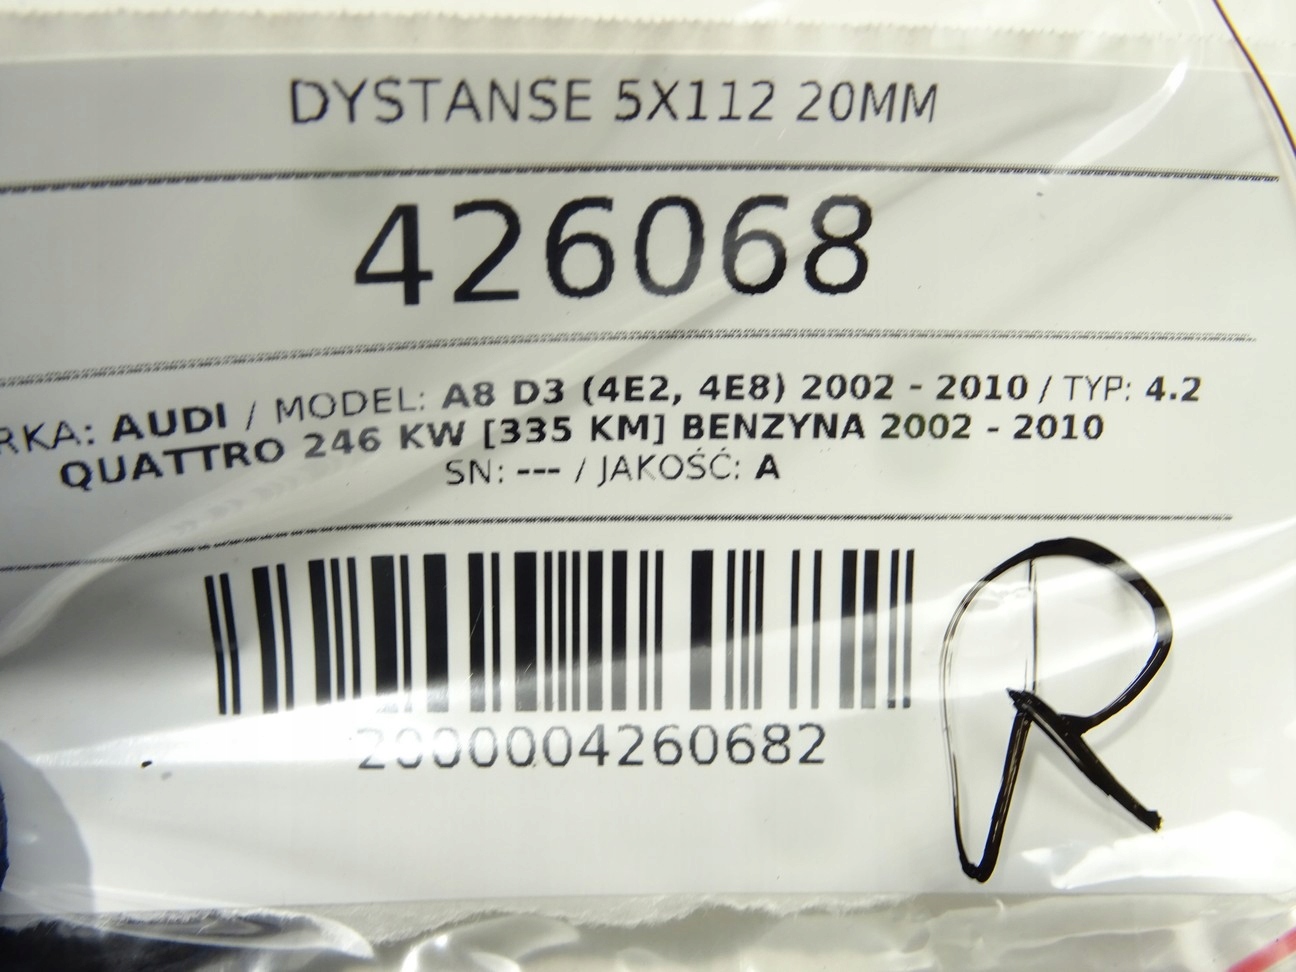 DYSTANSE 5X112 20MM
426068
RKA: AUDI / MODEL: A8 D3 (4E2, 4E8) 2002 - 2010 / TYP: 4.2
QUATTRO 246 KW [335 KM] BENZYNA 2002 - 2010
SN: --- / JAKOŚĆ: A
2000004260682
R